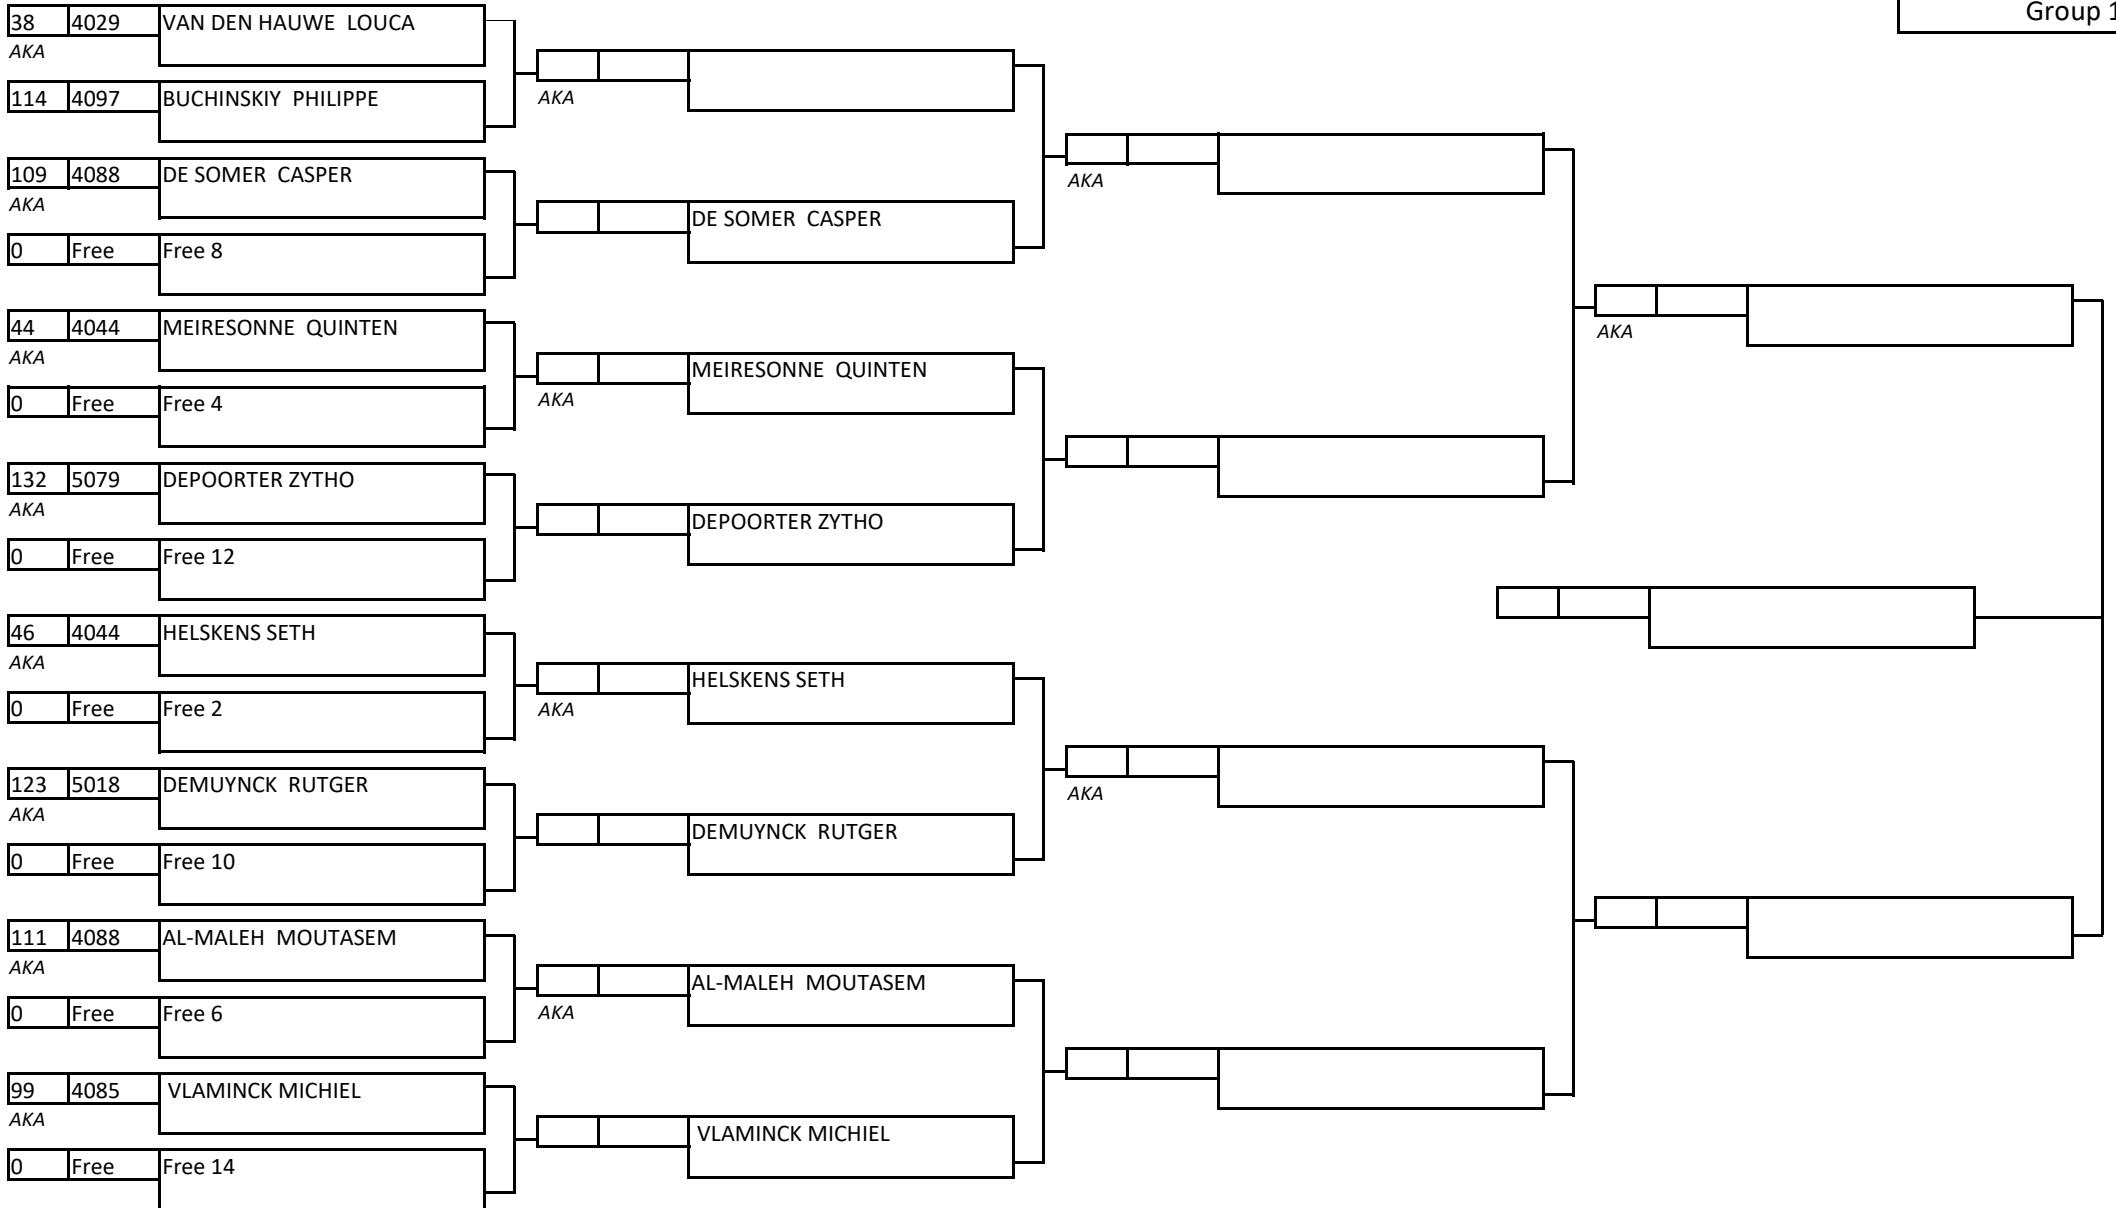 Group 1
38 4029 VAN DEN HAUWE LOUCA
AKA
114 4097 BUCHINSKIY PHILIPPE
109 4088 DE SOMER CASPER
AKA
0 Free Free 8
44 4044 MEIRESONNE QUINTEN
AKA
0 Free Free 4
132 5079 DEPOORTER ZYTHO
AKA
0 Free Free 12
46 4044 HELSKENS SETH
AKA
0 Free Free 2
123 5018 DEMUYNCK RUTGER
AKA
0 Free Free 10
111 4088 AL-MALEH MOUTASEM
AKA
0 Free Free 6
99 4085 VLAMINCK MICHIEL
AKA
0 Free Free 14
AKA
DE SOMER CASPER
MEIRESONNE QUINTEN
AKA
DEPOORTER ZYTHO
HELSKENS SETH
AKA
DEMUYNCK RUTGER
AL-MALEH MOUTASEM
AKA
VLAMINCK MICHIEL
AKA
AKA
AKA